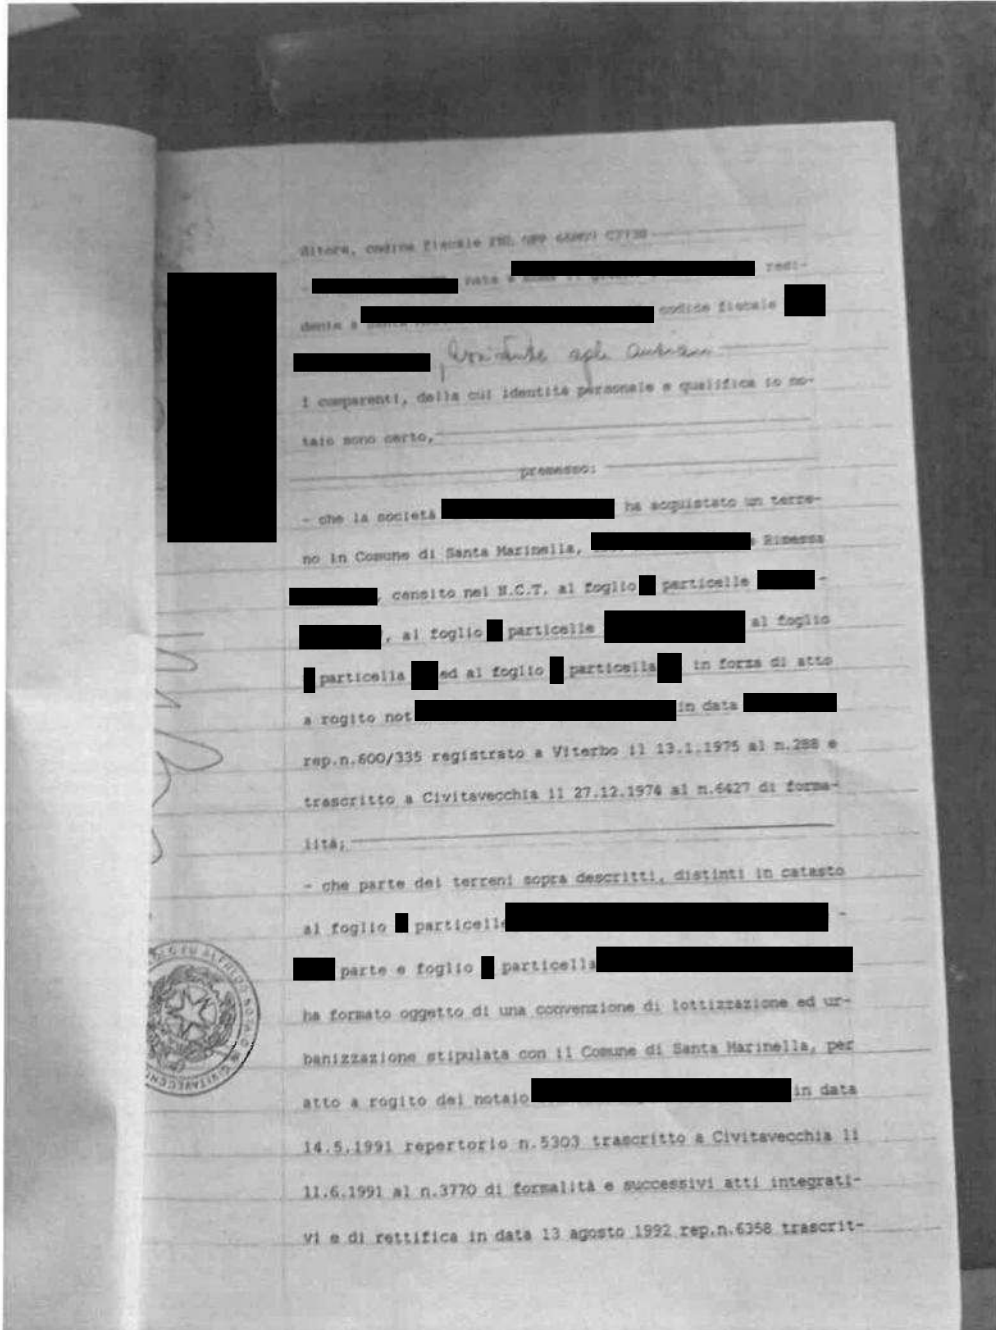 ditore, codice fiscale
nata a
resi-
dente a
codice fiscale
I comparenti, della cui identità personale e qualifica io no-
taio sono certo,
premesso:
- che la società ha acquistato un terre-
no in Comune di Santa Marinella, Rimessa
, censito nel N.C.T. al foglio particelle -
, al foglio particelle al foglio
particella ed al foglio particella in forza di atto
a rogito not in data
rep.n.600/335 registrato a Viterbo il 13.1.1975 al n.288 e
trascritto a Civitavecchia il 27.12.1974 al n.6427 di forma-
lità;
- che parte dei terreni sopra descritti, distinti in catasto
al foglio particelle -
parte e foglio particella
ha formato oggetto di una convenzione di lottizzazione ed ur-
banizzazione stipulata con il Comune di Santa Marinella, per
atto a rogito del notaio in data
14.5.1991 repertorio n.5303 trascritto a Civitavecchia il
11.6.1991 al n.3770 di formalità e successivi atti integrati-
vi e di rettifica in data 13 agosto 1992 rep.n.6358 trascrit-
ALFREDO NOTAIO